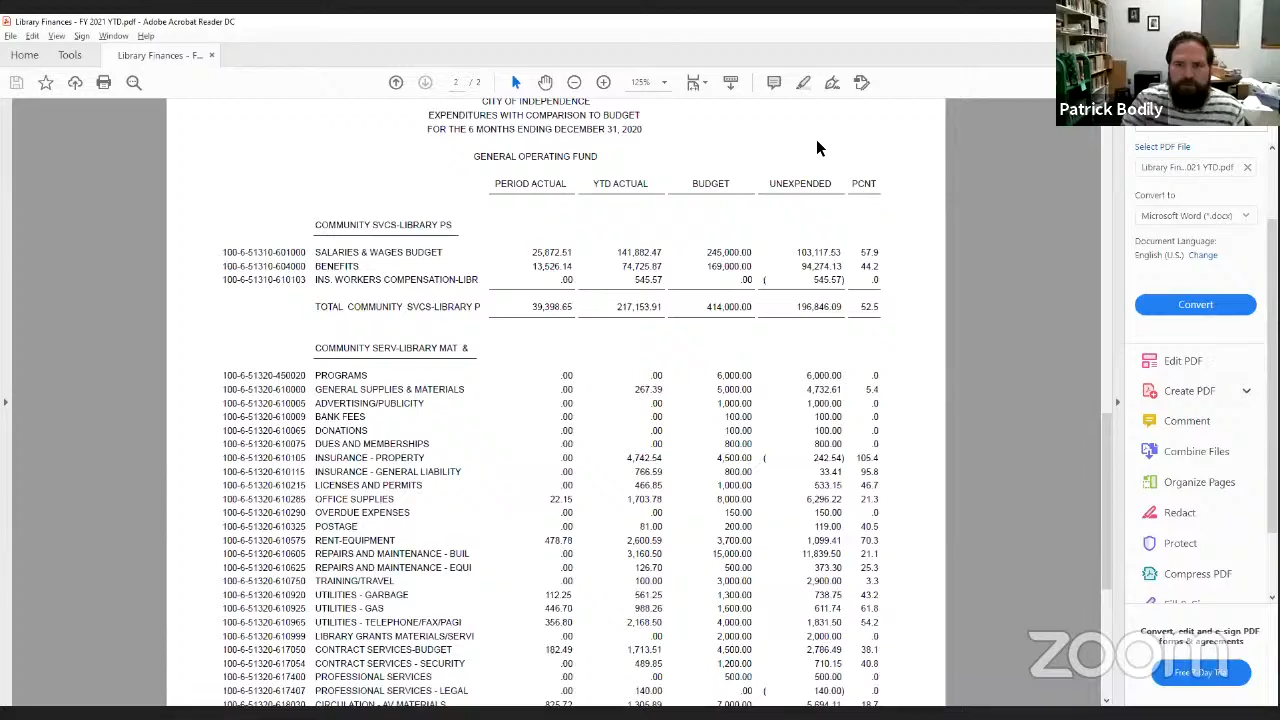 Library Finances - FY 2021 YTD.pdf - Adobe Acrobat Reader DC
File Edit View Sign Window Help
Home Tools Library Finances - F... ×
2 / 2 125%
Patrick Bodily
CITY OF INDEPENDENCE
EXPENDITURES WITH COMPARISON TO BUDGET
FOR THE 6 MONTHS ENDING DECEMBER 31, 2020
GENERAL OPERATING FUND
PERIOD ACTUAL YTD ACTUAL BUDGET UNEXPENDED PCNT
COMMUNITY SVCS-LIBRARY PS
100-6-51310-601000 SALARIES & WAGES BUDGET 25,872.51 141,882.47 245,000.00 103,117.53 57.9
100-6-51310-604000 BENEFITS 13,526.14 74,725.87 169,000.00 94,274.13 44.2
100-6-51310-610103 INS. WORKERS COMPENSATION-LIBR .00 545.57 .00 ( 545.57) .0
TOTAL COMMUNITY SVCS-LIBRARY P 39,398.65 217,153.91 414,000.00 196,846.09 52.5
COMMUNITY SERV-LIBRARY MAT &
100-6-51320-450020 PROGRAMS .00 .00 6,000.00 6,000.00 .0
100-6-51320-610000 GENERAL SUPPLIES & MATERIALS .00 267.39 5,000.00 4,732.61 5.4
100-6-51320-610005 ADVERTISING/PUBLICITY .00 .00 1,000.00 1,000.00 .0
100-6-51320-610009 BANK FEES .00 .00 100.00 100.00 .0
100-6-51320-610065 DONATIONS .00 .00 100.00 100.00 .0
100-6-51320-610075 DUES AND MEMBERSHIPS .00 .00 800.00 800.00 .0
100-6-51320-610105 INSURANCE - PROPERTY .00 4,742.54 4,500.00 ( 242.54) 105.4
100-6-51320-610115 INSURANCE - GENERAL LIABILITY .00 766.59 800.00 33.41 95.8
100-6-51320-610215 LICENSES AND PERMITS .00 466.85 1,000.00 533.15 46.7
100-6-51320-610285 OFFICE SUPPLIES 22.15 1,703.78 8,000.00 6,296.22 21.3
100-6-51320-610290 OVERDUE EXPENSES .00 .00 150.00 150.00 .0
100-6-51320-610325 POSTAGE .00 81.00 200.00 119.00 40.5
100-6-51320-610575 RENT-EQUIPMENT 478.78 2,600.59 3,700.00 1,099.41 70.3
100-6-51320-610605 REPAIRS AND MAINTENANCE - BUIL .00 3,160.50 15,000.00 11,839.50 21.1
100-6-51320-610625 REPAIRS AND MAINTENANCE - EQUI .00 126.70 500.00 373.30 25.3
100-6-51320-610750 TRAINING/TRAVEL .00 100.00 3,000.00 2,900.00 3.3
100-6-51320-610920 UTILITIES - GARBAGE 112.25 561.25 1,300.00 738.75 43.2
100-6-51320-610925 UTILITIES - GAS 446.70 988.26 1,600.00 611.74 61.8
100-6-51320-610965 UTILITIES - TELEPHONE/FAX/PAGI 356.80 2,168.50 4,000.00 1,831.50 54.2
100-6-51320-610999 LIBRARY GRANTS MATERIALS/SERVI .00 .00 2,000.00 2,000.00 .0
100-6-51320-617050 CONTRACT SERVICES-BUDGET 182.49 1,713.51 4,500.00 2,786.49 38.1
100-6-51320-617054 CONTRACT SERVICES - SECURITY .00 489.85 1,200.00 710.15 40.8
100-6-51320-617400 PROFESSIONAL SERVICES .00 .00 500.00 500.00 .0
100-6-51320-617407 PROFESSIONAL SERVICES - LEGAL .00 140.00 .00 ( 140.00) .0
100-6-51320-618030 CIRCULATION - AV MATERIALS 825.72 1,305.89 7,000.00 5,694.11 18.7
Select PDF File
Library Fin...021 YTD.pdf ×
Convert to
Microsoft Word (*.docx)
Document Language:
English (U.S.) Change
Convert
Edit PDF
Create PDF
Comment
Combine Files
Organize Pages
Redact
Protect
Compress PDF
Convert, edit and e-sign PDF
forms & agreements
Free 7-Day Trial
zoom